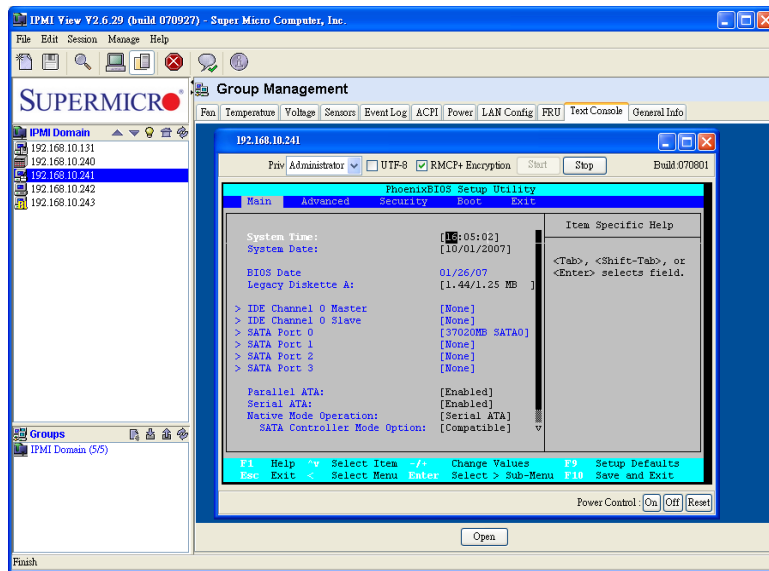 IPMI View V2.6.29 (build 070927) - Super Micro Computer, Inc.
File Edit Session Manage Help
SUPERMICR
Group Management
Fan Temperature Voltage Sensors Event Log ACPI Power LAN Config FRU Text Console General Info
IPMI Domain
192.168.10.131
192.168.10.240
192.168.10.241
192.168.10.242
192.168.10.243
192.168.10.241
Priv Administrator UTF-8 RMCP+ Encryption Start Stop Build:070801
PhoenixBIOS Setup Utility
Main Advanced Security Boot Exit
Item Specific Help
System Time: [16:05:02]
System Date: [10/01/2007]
<Tab>, <Shift-Tab>, or
<Enter> selects field.
BIOS Date 01/26/07
Legacy Diskette A: [1.44/1.25 MB ]
> IDE Channel 0 Master [None]
> IDE Channel 0 Slave [None]
> SATA Port 0 [37020MB SATA0]
> SATA Port 1 [None]
> SATA Port 2 [None]
> SATA Port 3 [None]
Parallel ATA: [Enabled]
Serial ATA: [Enabled]
Native Mode Operation: [Serial ATA]
SATA Controller Mode Option: [Compatible]
F1 Help ^v Select Item -/+ Change Values F9 Setup Defaults
Esc Exit < Select Menu Enter Select > Sub-Menu F10 Save and Exit
Power Control : On Off Reset
Groups
IPMI Domain (5/5)
Open
Finish